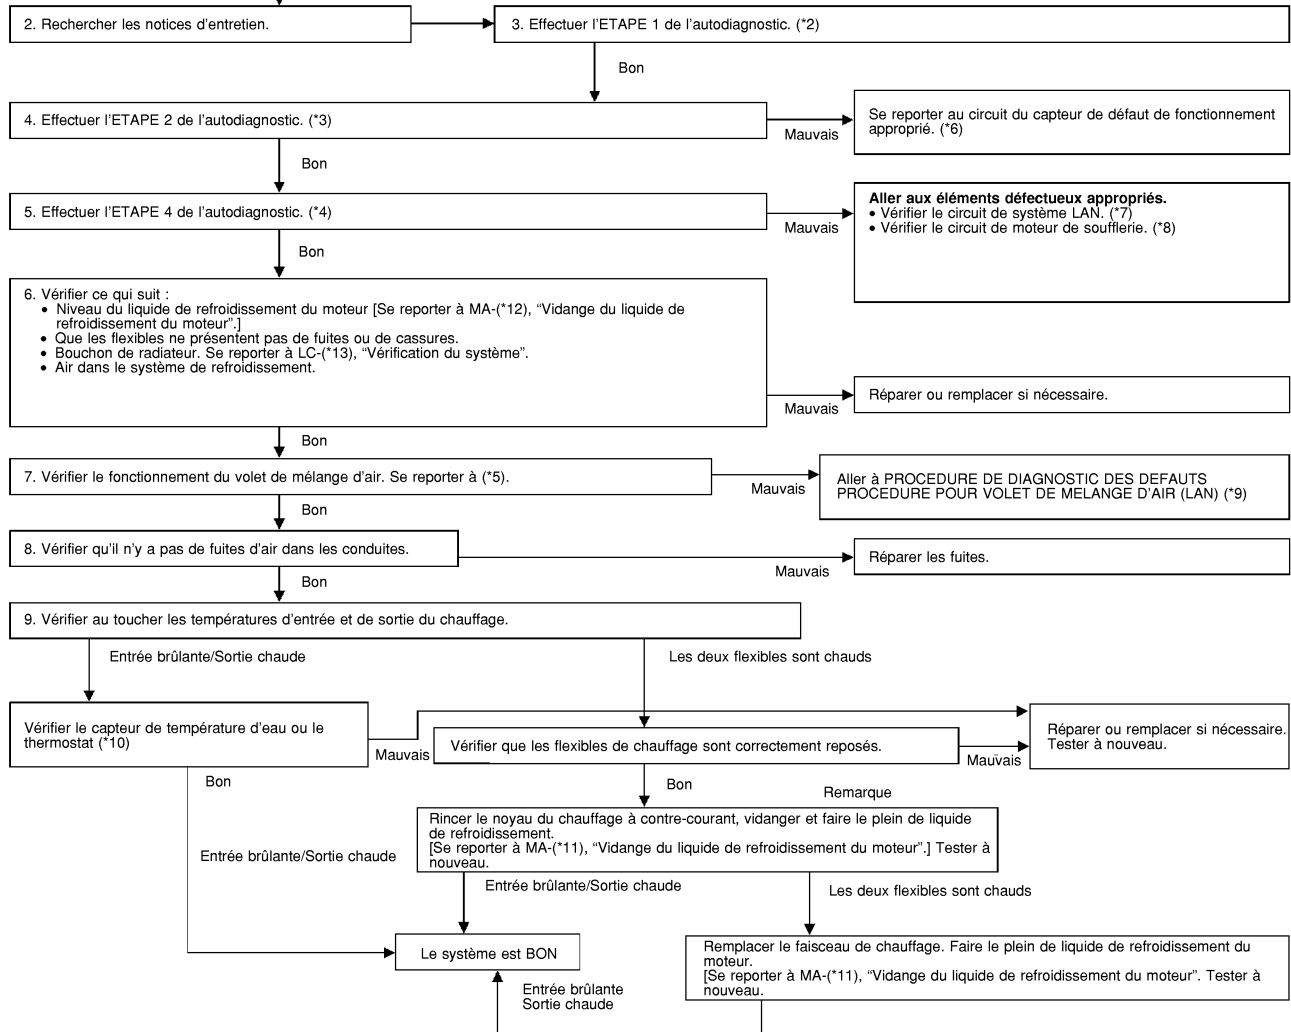 2. Rechercher les notices d'entretien.
3. Effectuer l'ETAPE 1 de l'autodiagnostic. (*2)
Bon
4. Effectuer l'ETAPE 2 de l'autodiagnostic. (*3)
Mauvais
Se reporter au circuit du capteur de défaut de fonctionnement
approprié. (*6)
Bon
5. Effectuer l'ETAPE 4 de l'autodiagnostic. (*4)
Mauvais
Aller aux éléments défectueux appropriés.
• Vérifier le circuit de système LAN. (*7)
• Vérifier le circuit de moteur de soufflerie. (*8)
Bon
6. Vérifier ce qui suit :
• Niveau du liquide de refroidissement du moteur [Se reporter à MA-(*12), “Vidange du liquide de
refroidissement du moteur”.]
• Que les flexibles ne présentent pas de fuites ou de cassures.
• Bouchon de radiateur. Se reporter à LC-(*13), “Vérification du système”.
• Air dans le système de refroidissement.
Mauvais
Réparer ou remplacer si nécessaire.
Bon
7. Vérifier le fonctionnement du volet de mélange d'air. Se reporter à (*5).
Mauvais
Aller à PROCEDURE DE DIAGNOSTIC DES DEFAUTS
PROCEDURE POUR VOLET DE MELANGE D'AIR (LAN) (*9)
Bon
8. Vérifier qu'il n'y a pas de fuites d'air dans les conduites.
Mauvais
Réparer les fuites.
Bon
9. Vérifier au toucher les températures d'entrée et de sortie du chauffage.
Entrée brûlante/Sortie chaude
Les deux flexibles sont chauds
Vérifier le capteur de température d'eau ou le
thermostat (*10)
Mauvais
Vérifier que les flexibles de chauffage sont correctement reposés.
Mauvais
Réparer ou remplacer si nécessaire.
Tester à nouveau.
Bon
Bon
Remarque
Rincer le noyau du chauffage à contre-courant, vidanger et faire le plein de liquide
de refroidissement.
[Se reporter à MA-(*11), “Vidange du liquide de refroidissement du moteur”.] Tester à
nouveau.
Entrée brûlante/Sortie chaude
Entrée brûlante/Sortie chaude
Les deux flexibles sont chauds
Le système est BON
Remplacer le faisceau de chauffage. Faire le plein de liquide de refroidissement du
moteur.
[Se reporter à MA-(*11), “Vidange du liquide de refroidissement du moteur”. Tester à
nouveau.
Entrée brûlante
Sortie chaude